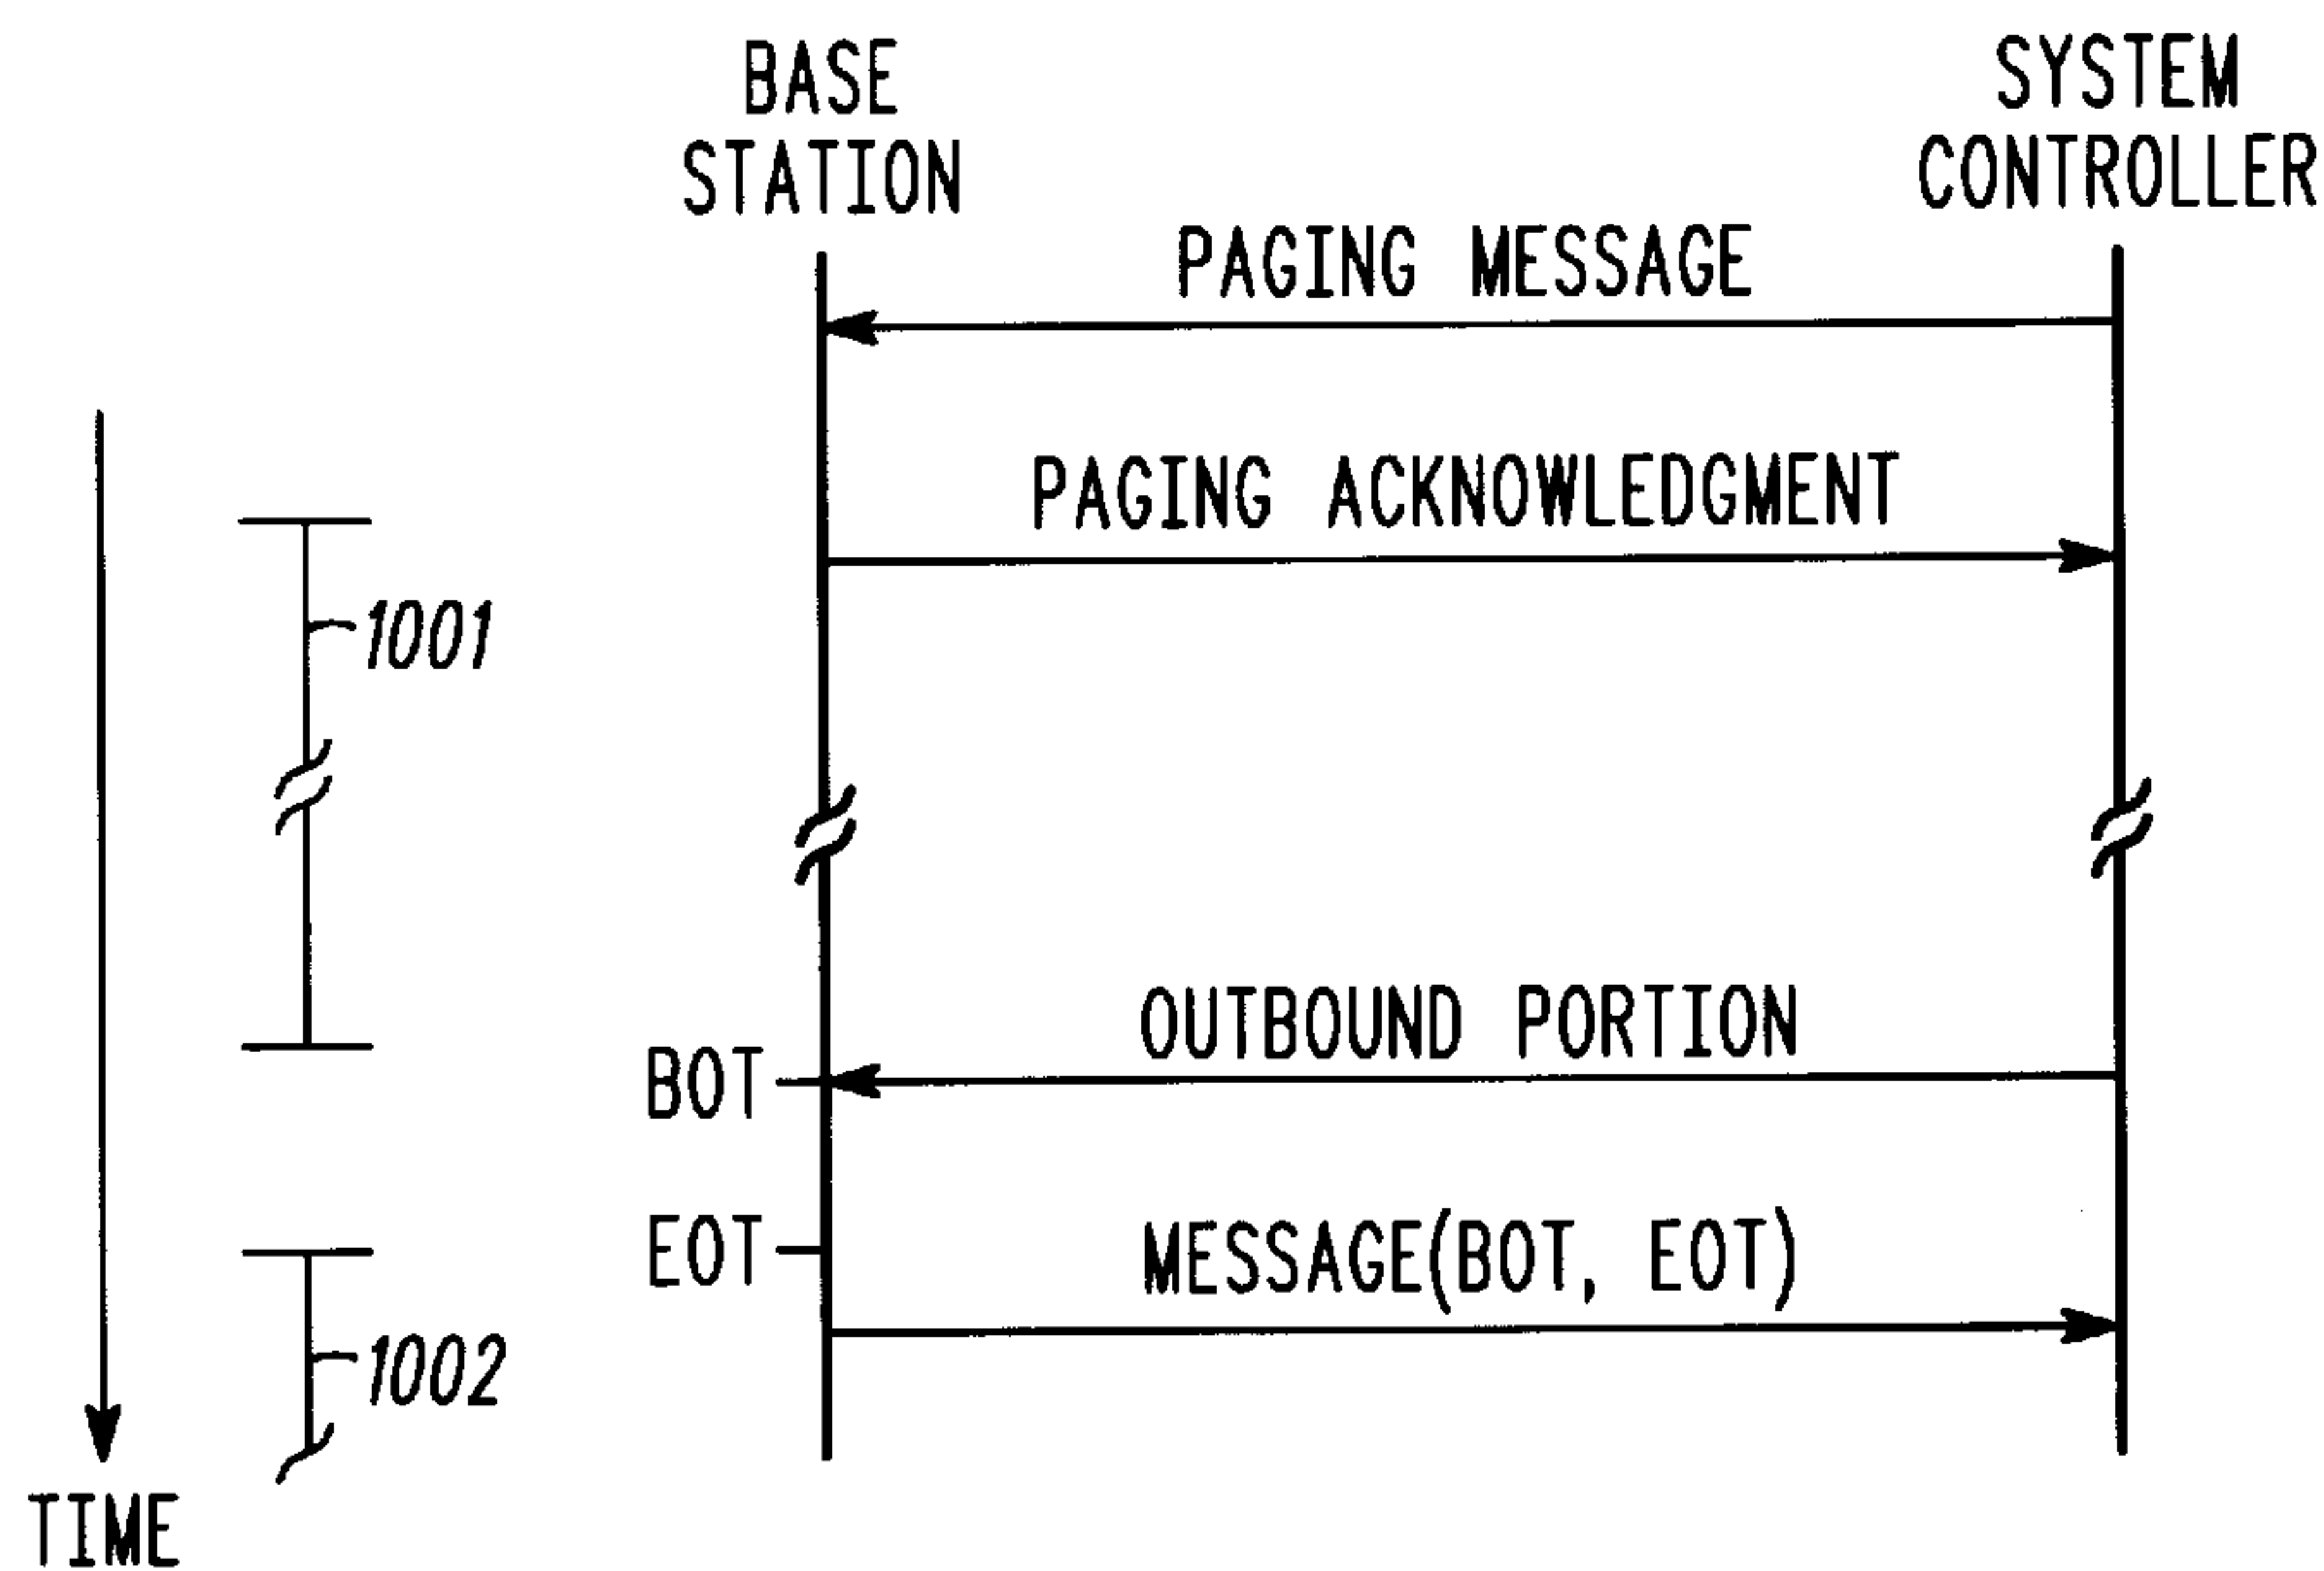 BASE
STATION
SYSTEM
CONTROLLER
PAGING MESSAGE
PAGING ACKNOWLEDGMENT
1001
OUTBOUND PORTION
BOT
EOT
MESSAGE(BOT, EOT)
1002
TIME